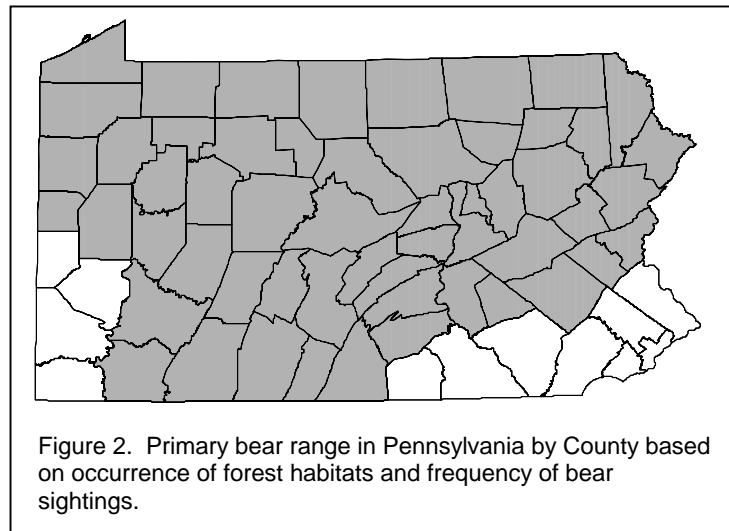 Figure 2. Primary bear range in Pennsylvania by County based
on occurrence of forest habitats and frequency of bear
sightings.